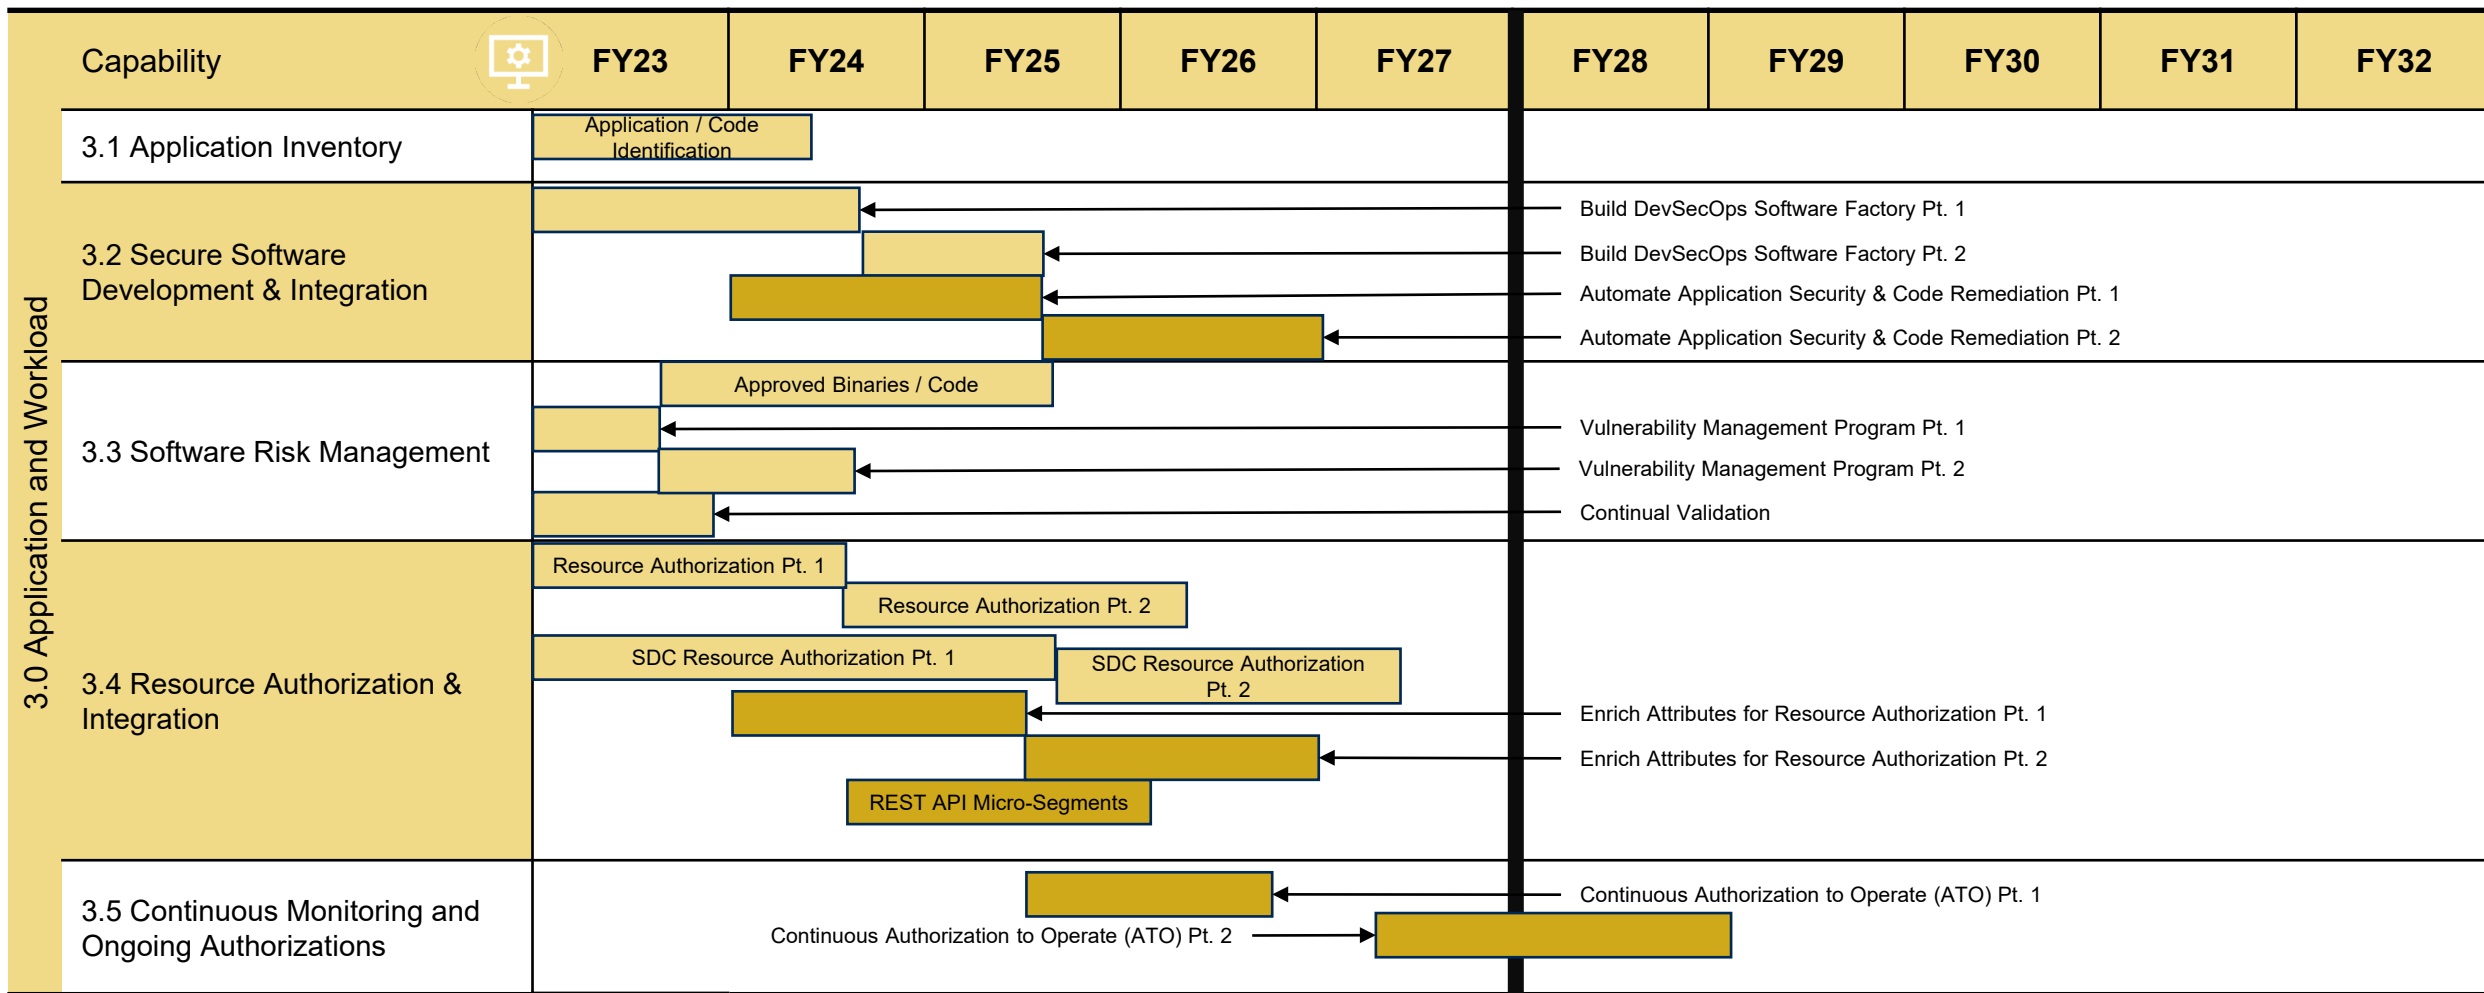 Capability
FY23
FY24
FY25
FY26
FY27
FY28
FY29
FY30
FY31
FY32
3.0 Application and Workload
3.1 Application Inventory
Application / Code
Identification
3.2 Secure Software
Development & Integration
Build DevSecOps Software Factory Pt. 1
Build DevSecOps Software Factory Pt. 2
Automate Application Security & Code Remediation Pt. 1
Automate Application Security & Code Remediation Pt. 2
3.3 Software Risk Management
Approved Binaries / Code
Vulnerability Management Program Pt. 1
Vulnerability Management Program Pt. 2
Continual Validation
3.4 Resource Authorization &
Integration
Resource Authorization Pt. 1
Resource Authorization Pt. 2
SDC Resource Authorization Pt. 1
SDC Resource Authorization
Pt. 2
Enrich Attributes for Resource Authorization Pt. 1
Enrich Attributes for Resource Authorization Pt. 2
REST API Micro-Segments
3.5 Continuous Monitoring and
Ongoing Authorizations
Continuous Authorization to Operate (ATO) Pt. 1
Continuous Authorization to Operate (ATO) Pt. 2